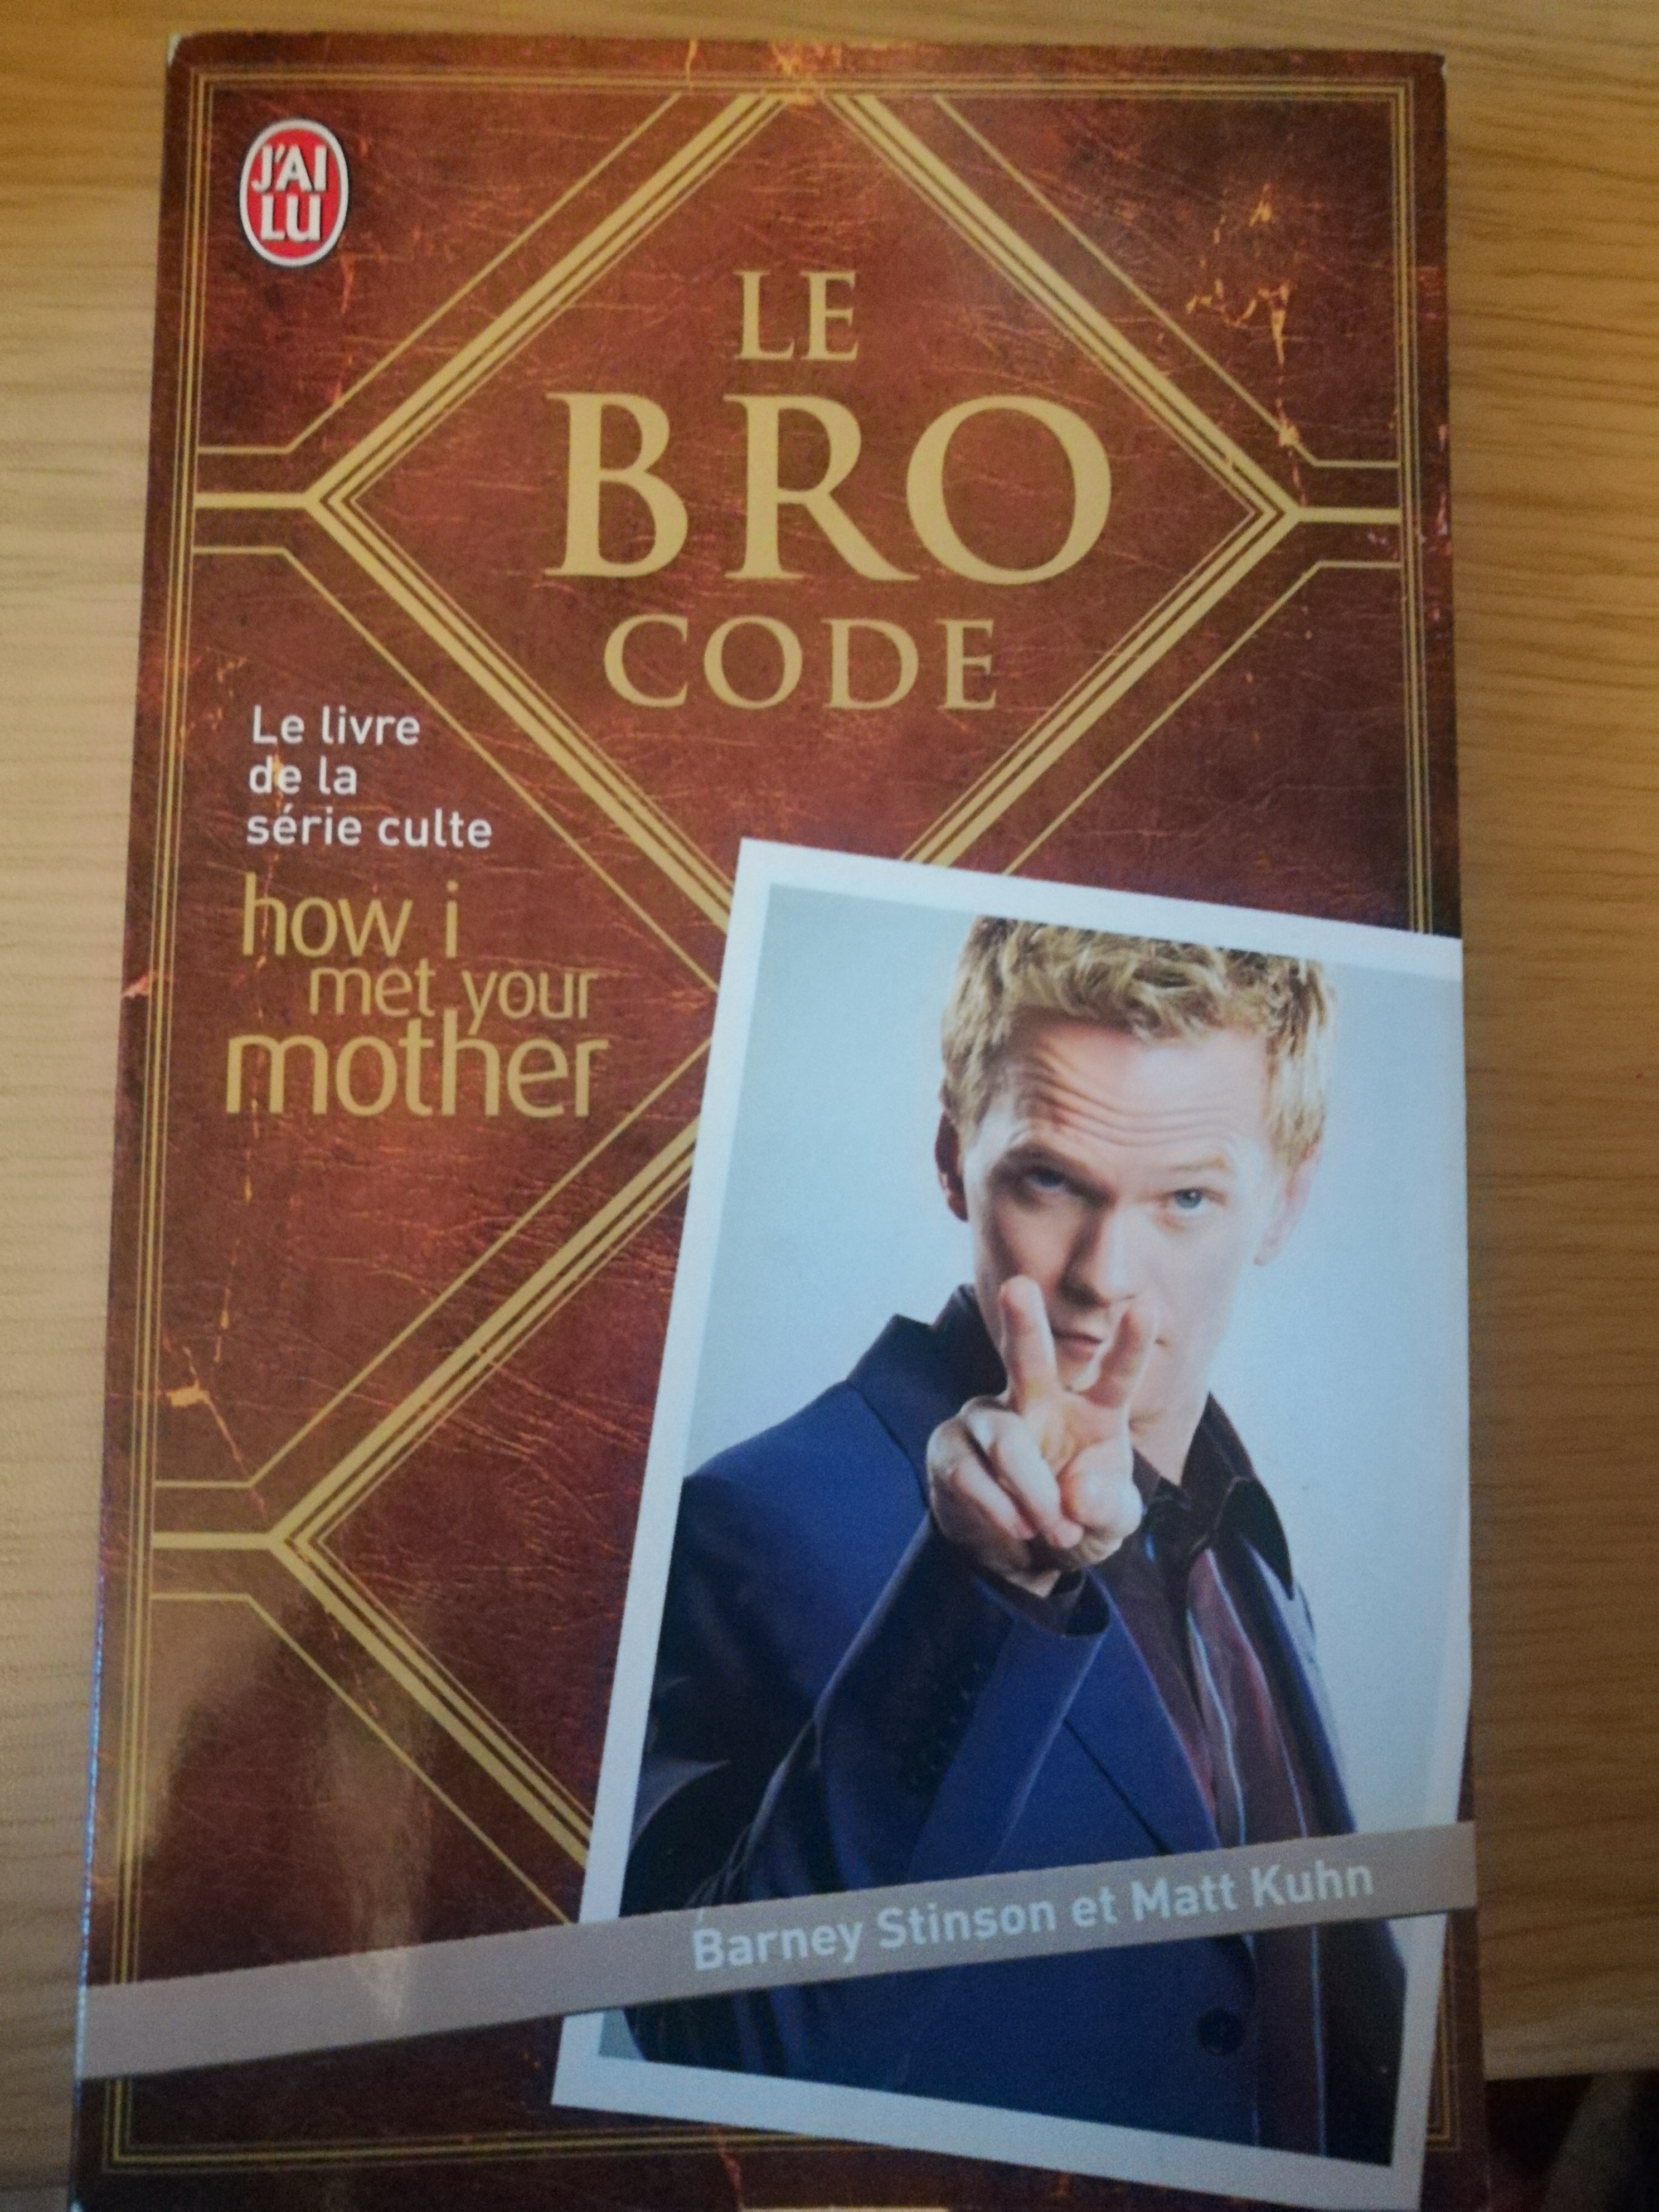 J'AI
LU
LE
BRO
CODE
Le livre
de la
série culte
how i
met your
mother
Barney Stinson et Matt Kuhn